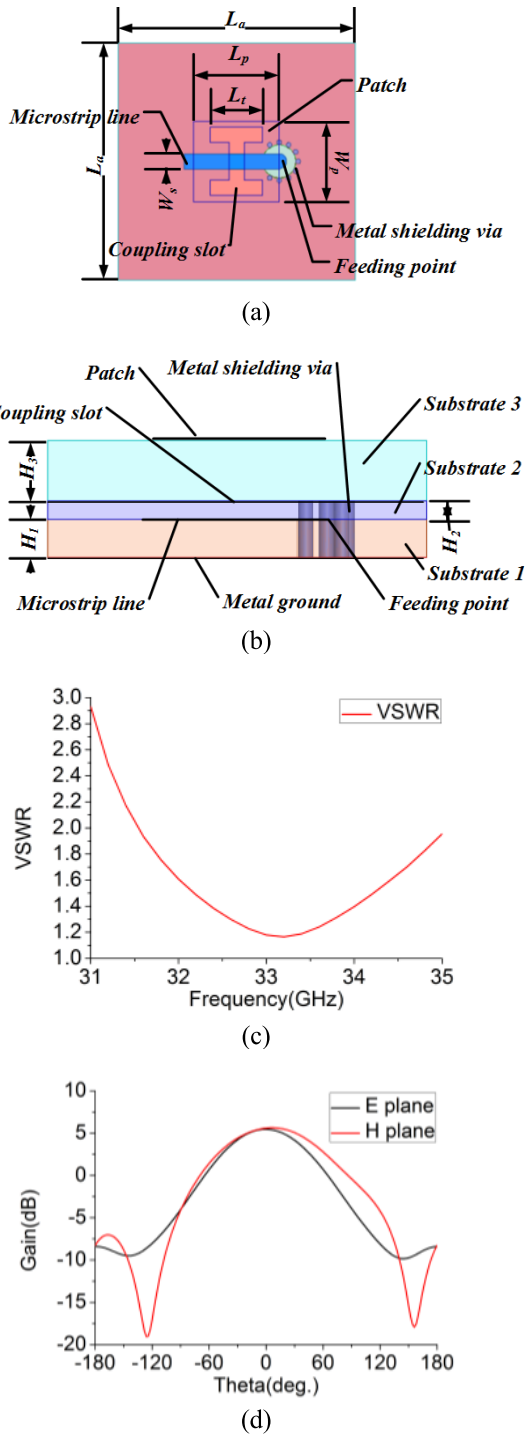 Lₐ
Lₚ
Patch
Lₜ
Microstrip line
Lₐ
Wₛ
Wₚ
Coupling slot
Metal shielding via
Feeding point
(a)
Patch
Metal shielding via
oupling slot
Substrate 3
H₃
Substrate 2
H₁
H₂
Substrate 1
Microstrip line
Metal ground
Feeding point
(b)
3.0
2.8
2.6
2.4
2.2
2.0
1.8
1.6
1.4
1.2
1.0
VSWR
VSWR
31
32
33
34
35
Frequency(GHz)
(c)
10
5
0
-5
-10
-15
-20
Gain(dB)
E plane
H plane
-180
-120
-60
0
60
120
180
Theta(deg.)
(d)